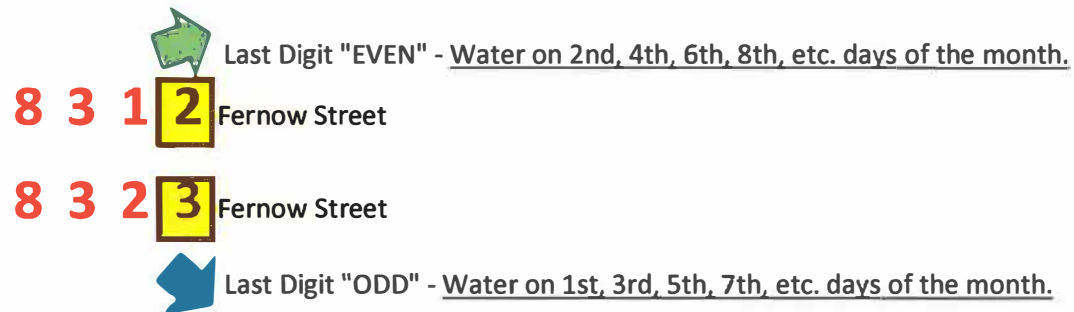 Last Digit "EVEN" - Water on 2nd, 4th, 6th, 8th, etc. days of the month.
8 3 1 2 Fernow Street
8 3 2 3 Fernow Street
Last Digit "ODD" - Water on 1st, 3rd, 5th, 7th, etc. days of the month.